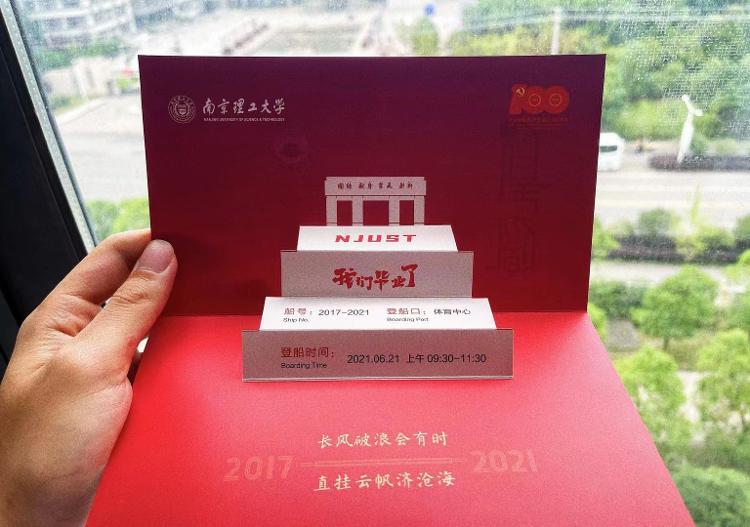 南京理工大学
NANJING UNIVERSITY OF SCIENCE & TECHNOLOGY
100
团结 献身 求是 创新
NJUST
我们毕业了
船号：2017-2021 登船口：体育中心
Ship No. Boarding Port
登船时间： 2021.06.21 上午 09:30-11:30
Boarding Time
长风破浪会有时
2017 2021
直挂云帆济沧海